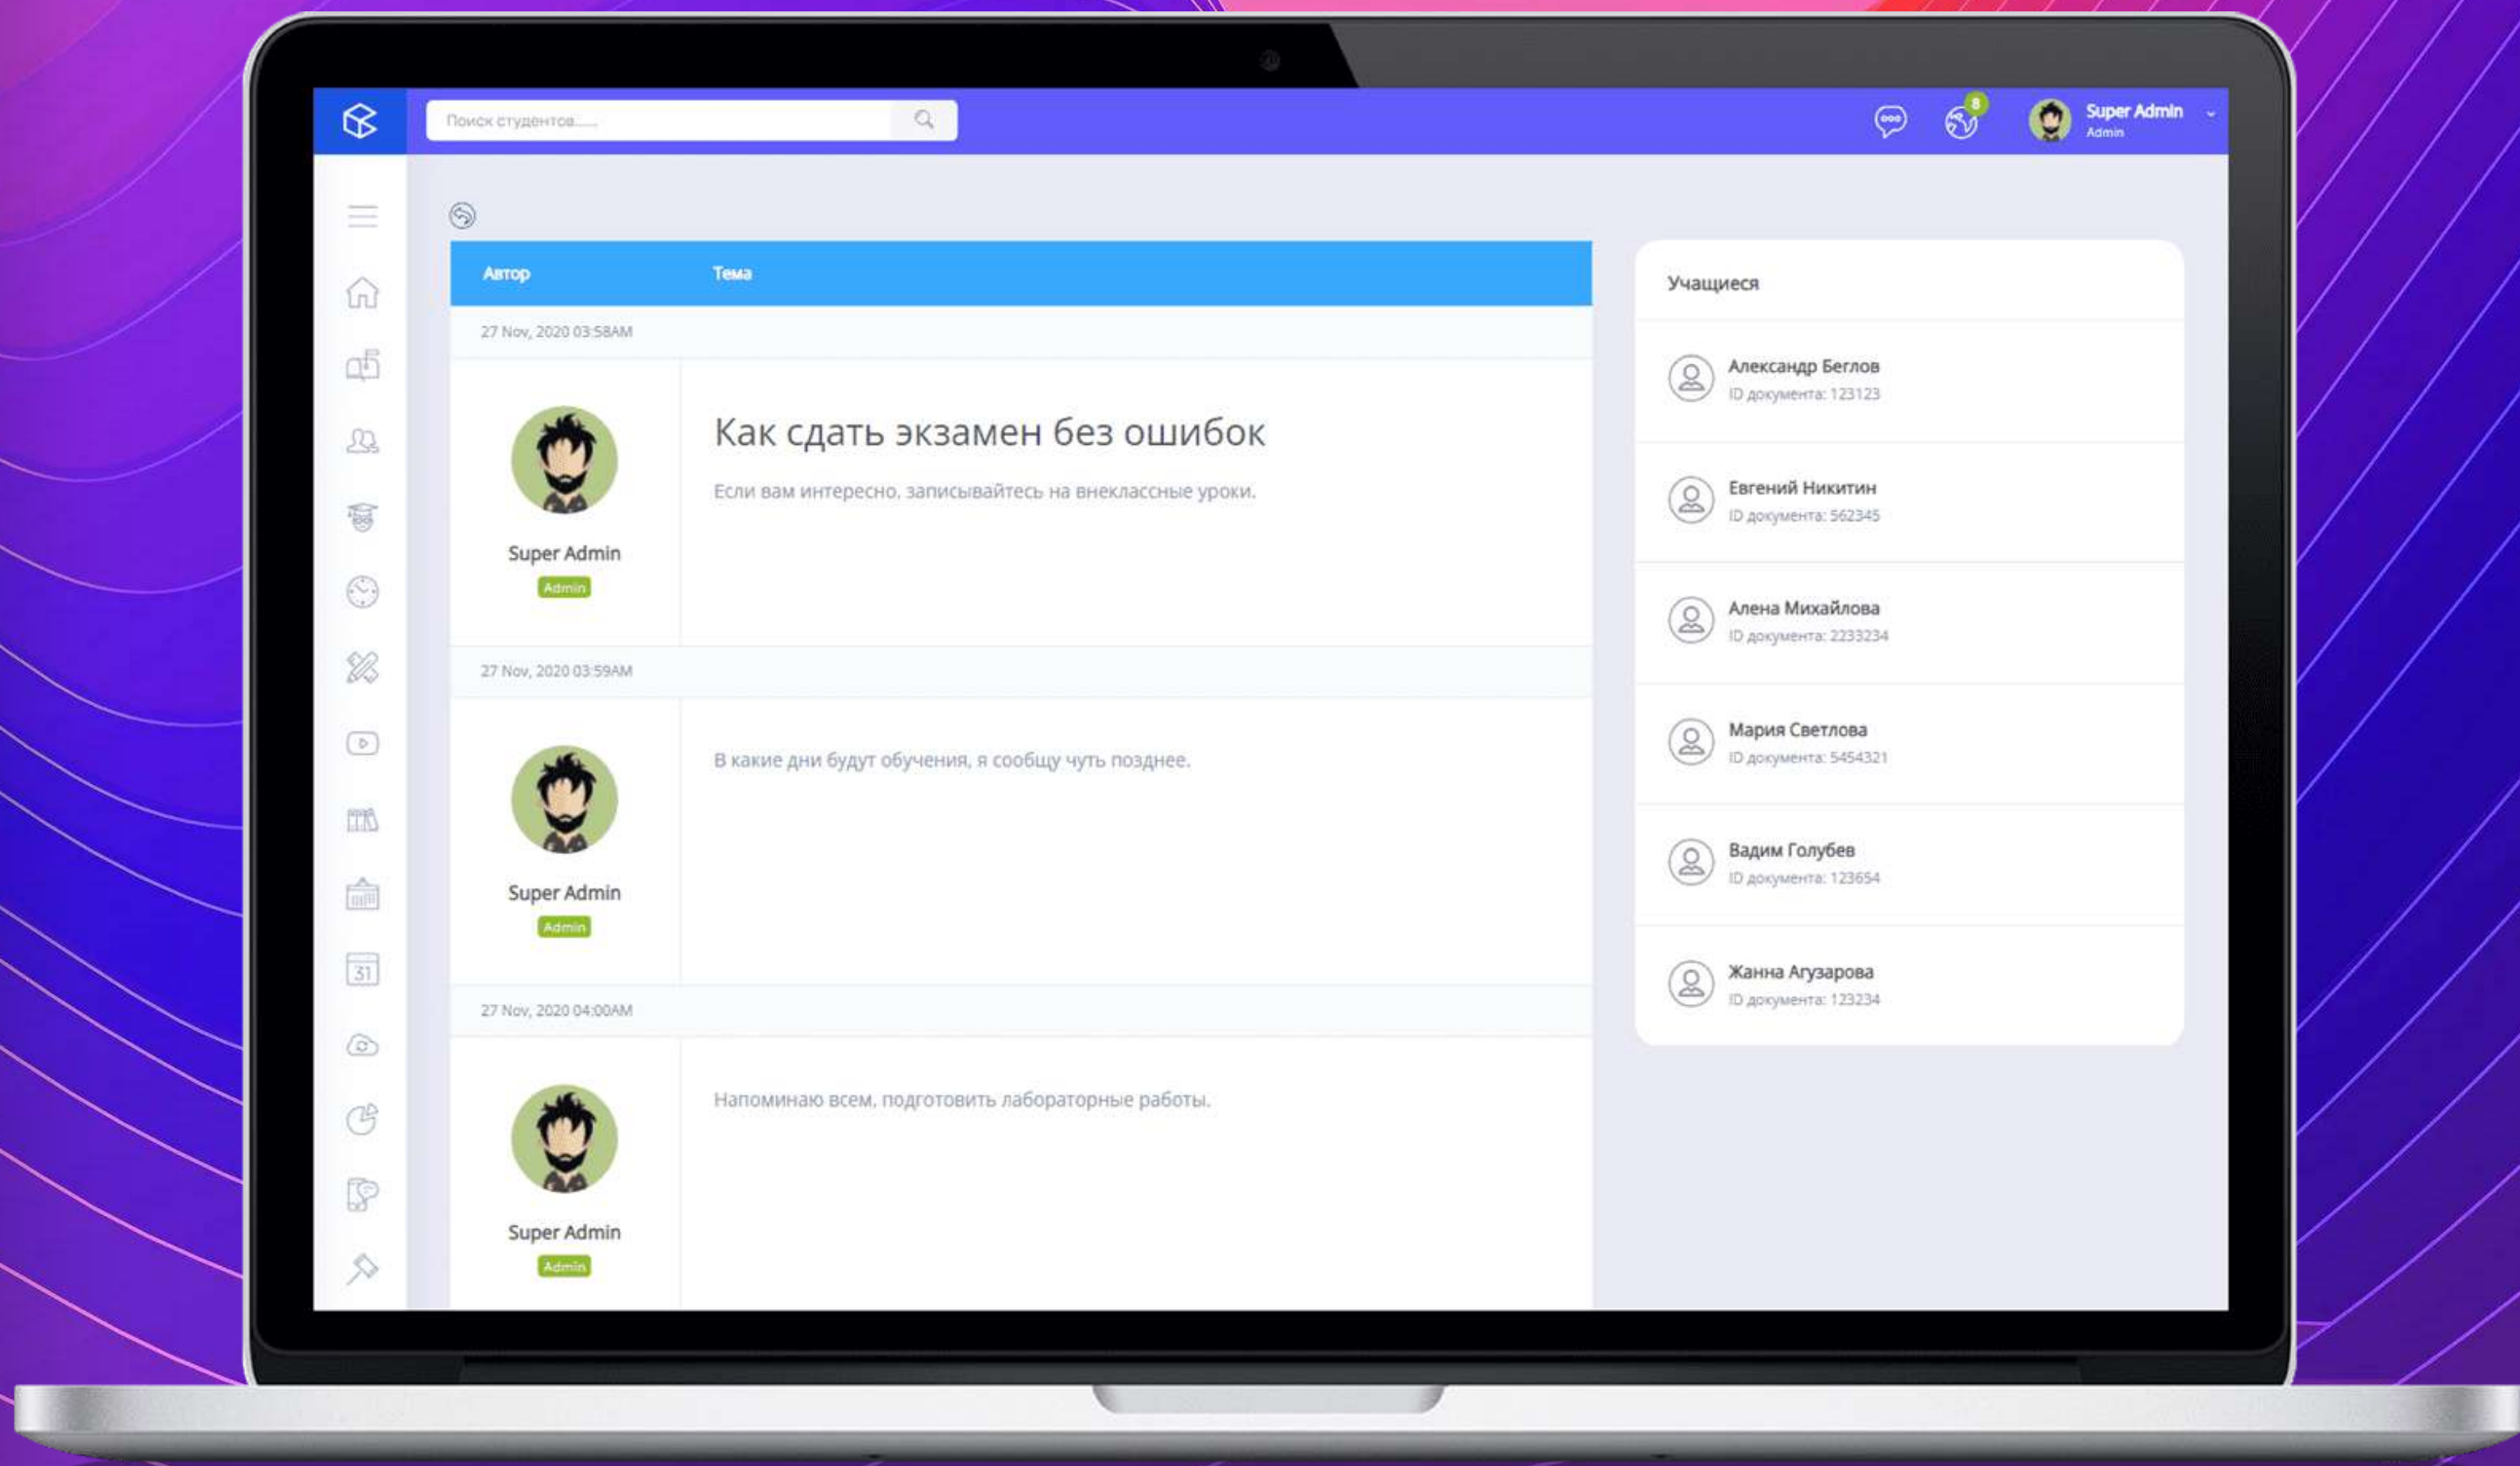 Поиск студентов......
8
Super Admin
Admin
Автор
Тема
27 Nov, 2020 03:58AM
Как сдать экзамен без ошибок
Если вам интересно, записывайтесь на внеклассные уроки.
Super Admin
Admin
27 Nov, 2020 03:59AM
В какие дни будут обучения, я сообщу чуть позднее.
Super Admin
Admin
27 Nov, 2020 04:00AM
Напоминаю всем, подготовить лабораторные работы.
Super Admin
Admin
Учащиеся
Александр Беглов
ID документа: 123123
Евгений Никитин
ID документа: 562345
Алена Михайлова
ID документа: 2233234
Мария Светлова
ID документа: 5454321
Вадим Голубев
ID документа: 123654
Жанна Агузарова
ID документа: 123234
31